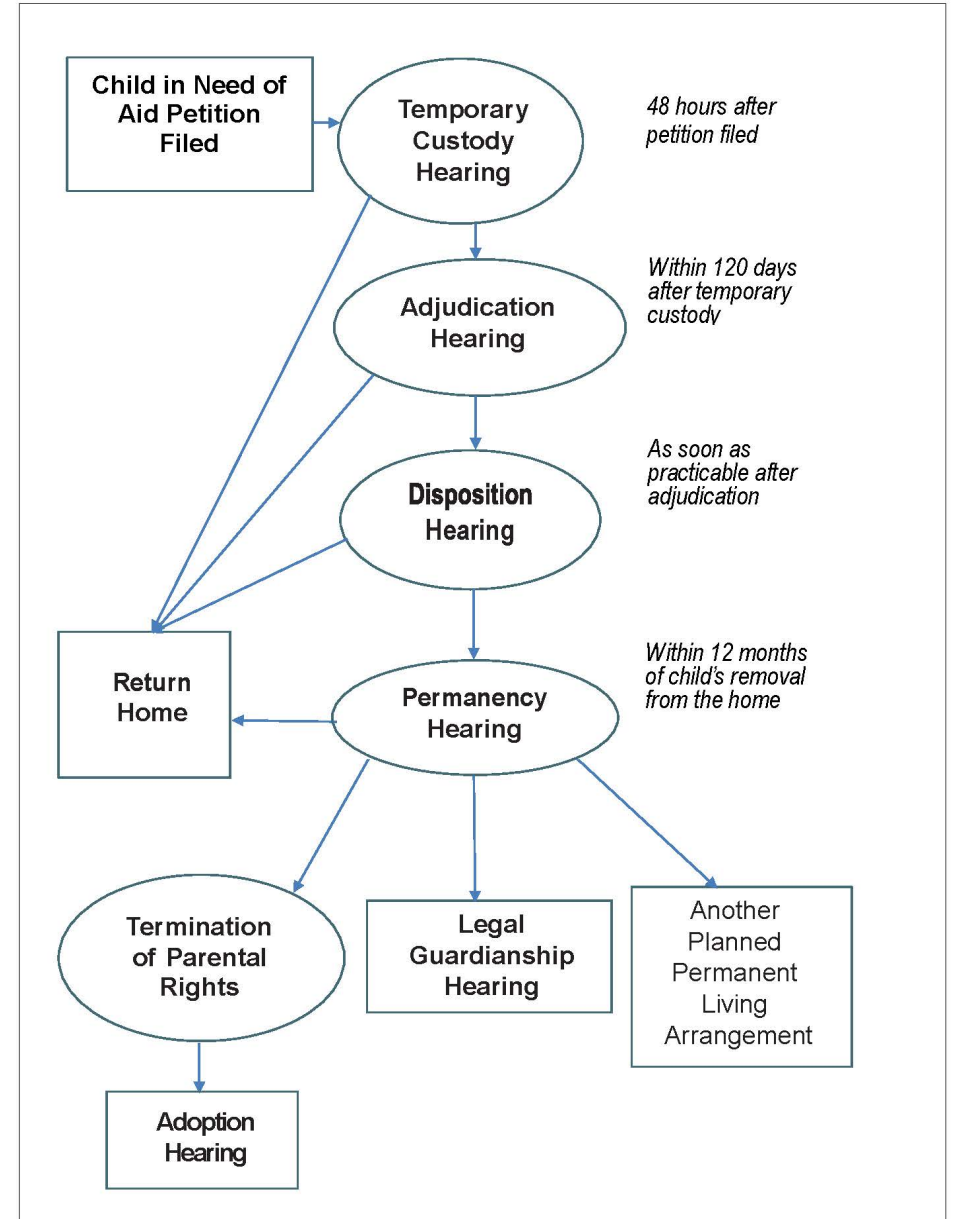 Child in Need of
Aid Petition
Filed
Temporary
Custody
Hearing
48 hours after
petition filed
Within 120 days
after temporary
custody
Adjudication
Hearing
As soon as
practicable after
adjudication
Disposition
Hearing
Within 12 months
of child's removal
from the home
Return
Home
Permanency
Hearing
Termination
of Parental
Rights
Legal
Guardianship
Hearing
Another
Planned
Permanent
Living
Arrangement
Adoption
Hearing